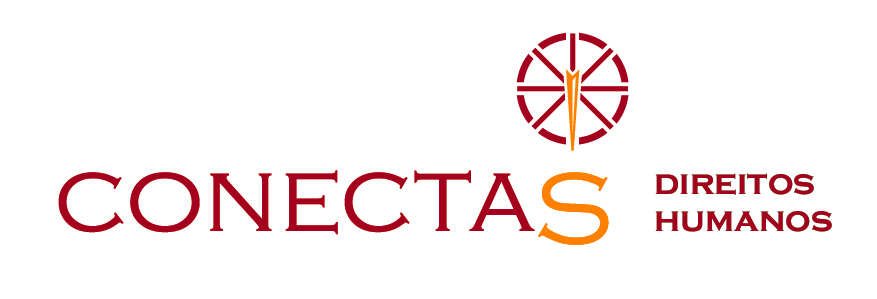 CONECTAS
DIREITOS
HUMANOS